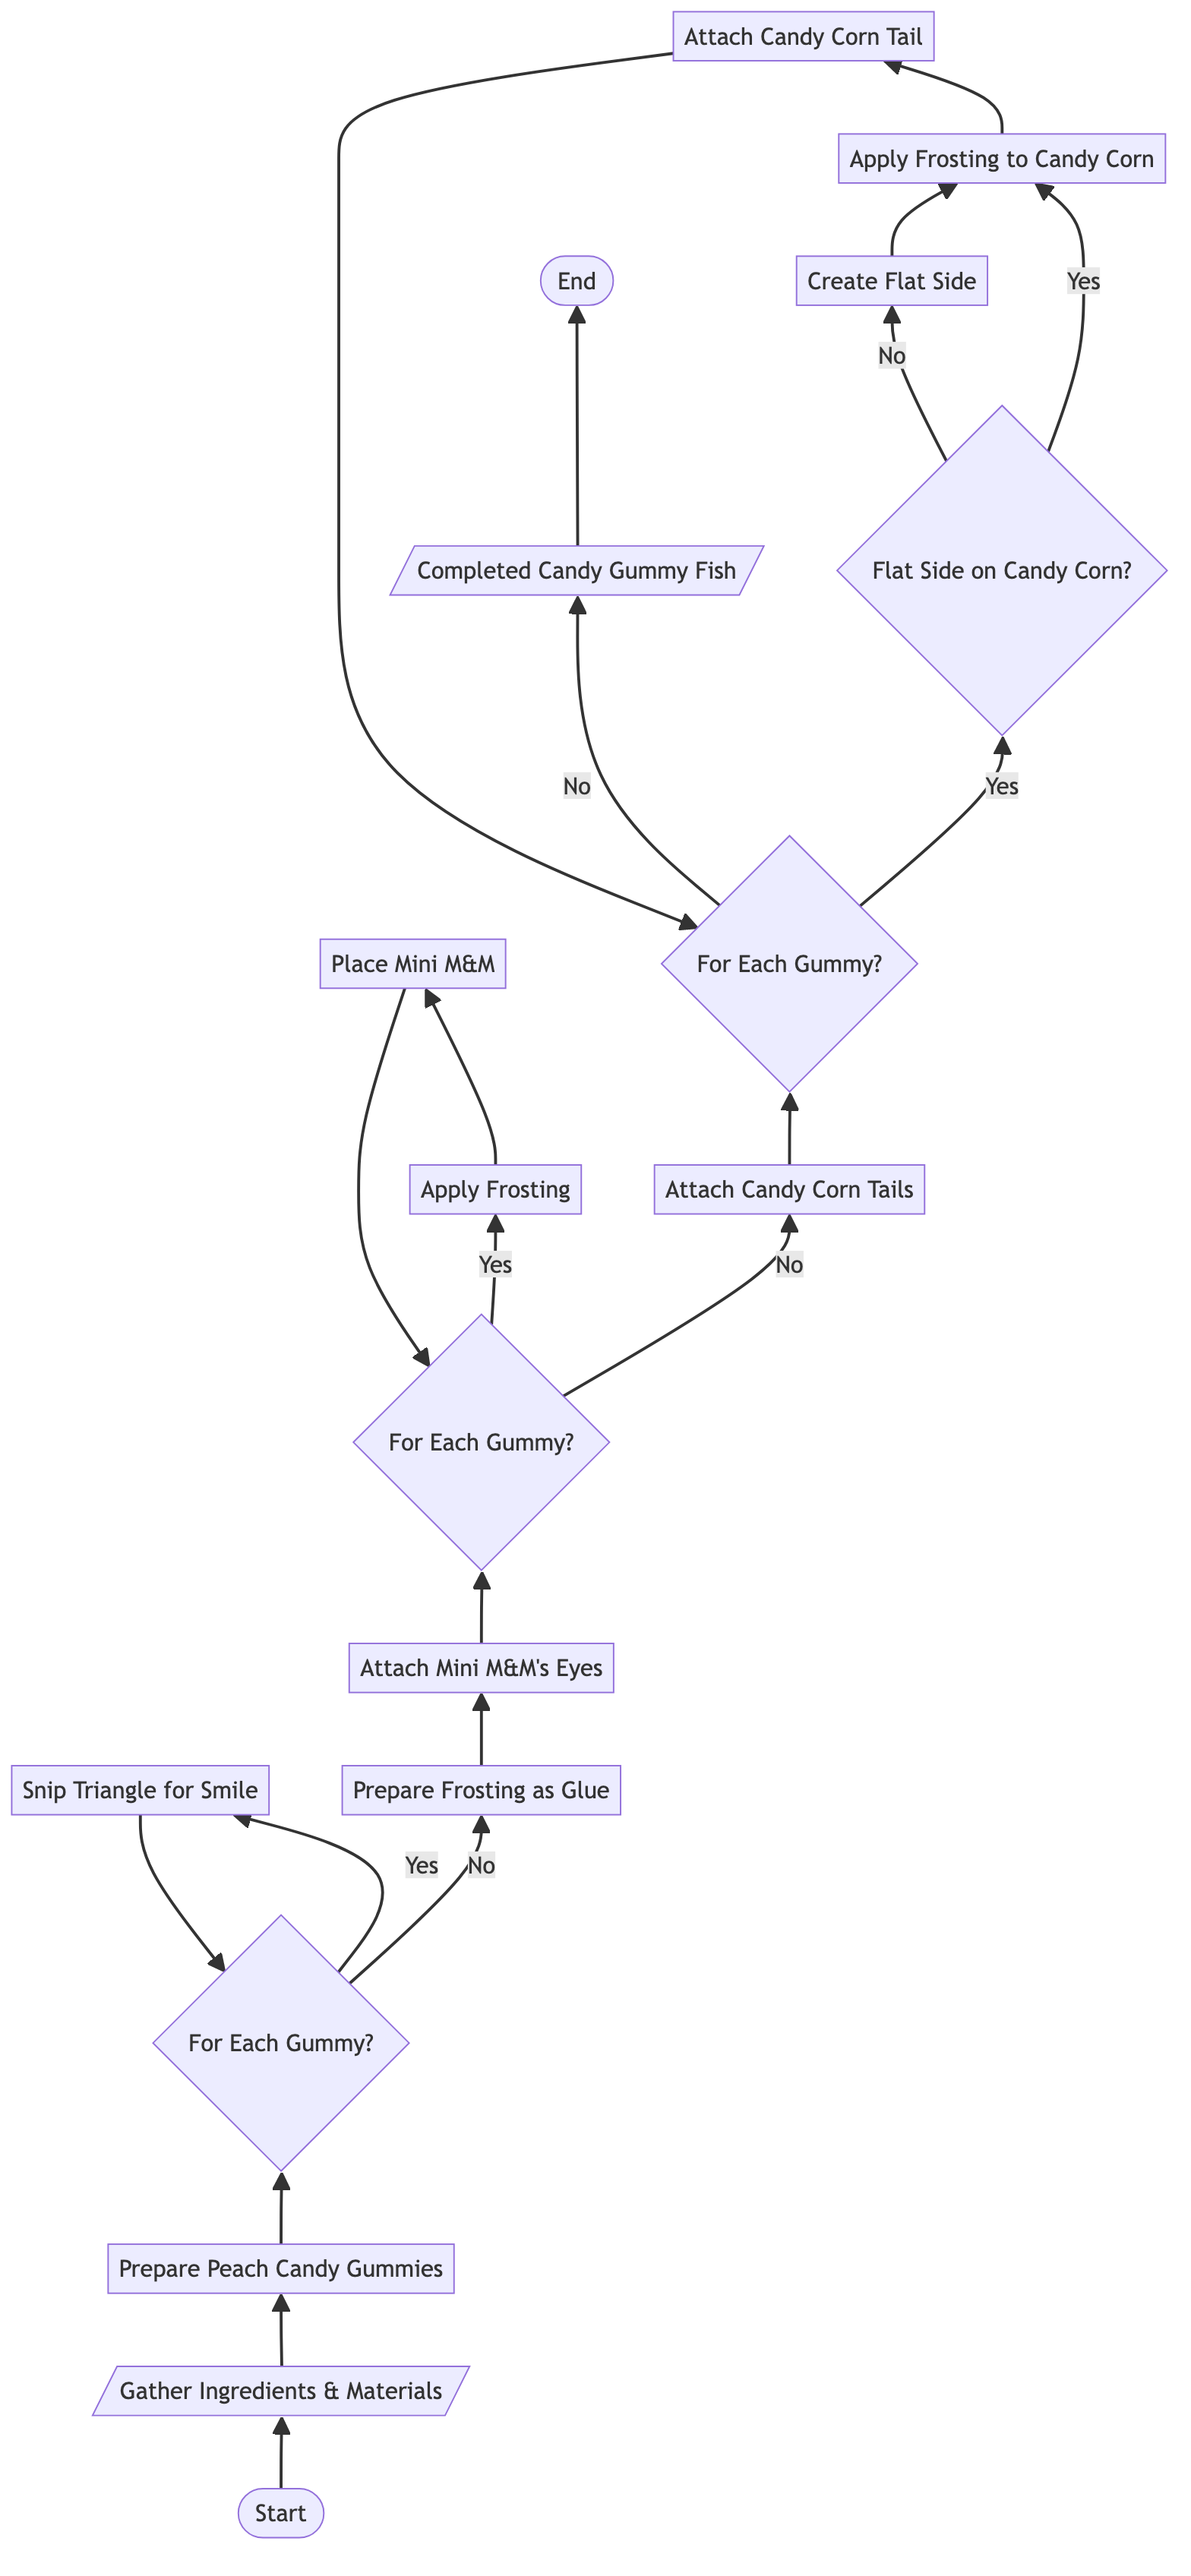 Attach Candy Corn Tail
Apply Frosting to Candy Corn
End
Create Flat Side
Yes
No
Completed Candy Gummy Fish
Flat Side on Candy Corn?
No
Yes
Place Mini M&M
For Each Gummy?
Apply Frosting
Attach Candy Corn Tails
Yes
No
For Each Gummy?
Attach Mini M&M's Eyes
Snip Triangle for Smile
Prepare Frosting as Glue
Yes
No
For Each Gummy?
Prepare Peach Candy Gummies
Gather Ingredients & Materials
Start